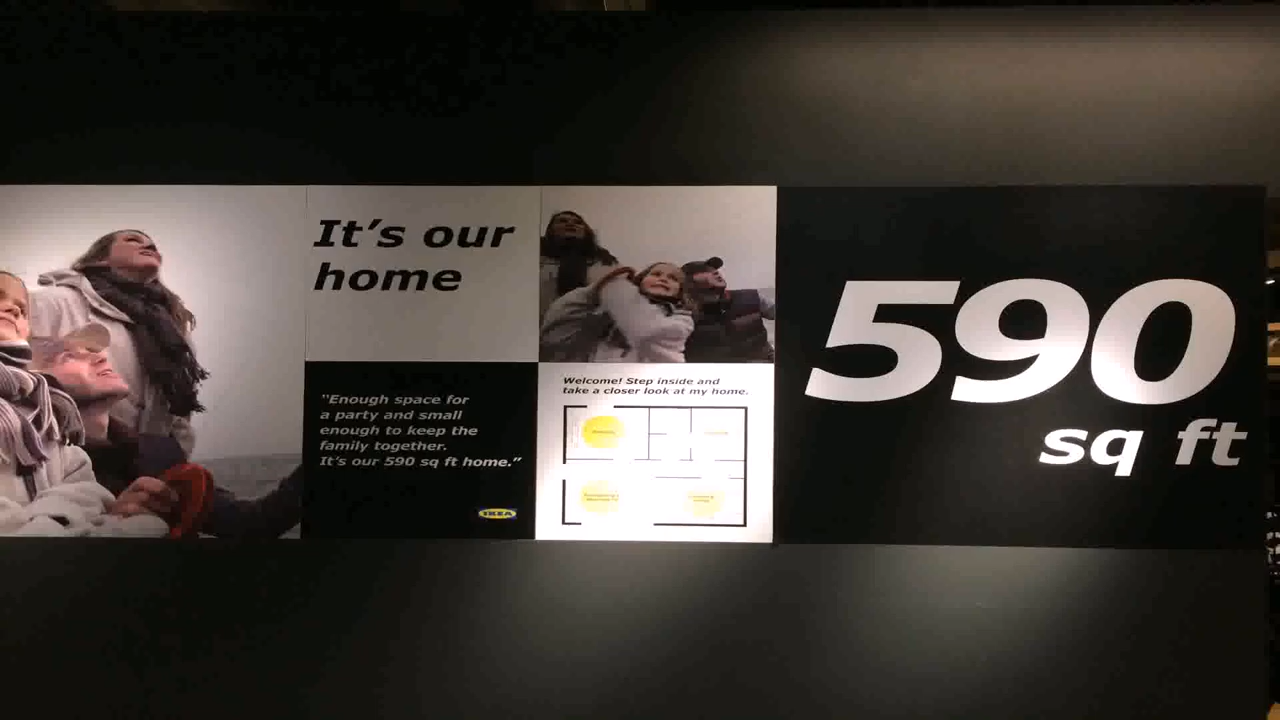 It's our
home
"Enough space for
a party and small
enough to keep the
family together.
It's our 590 sq ft home."
IKEA
Welcome! Step inside and
take a closer look at my home.
590
sq ft